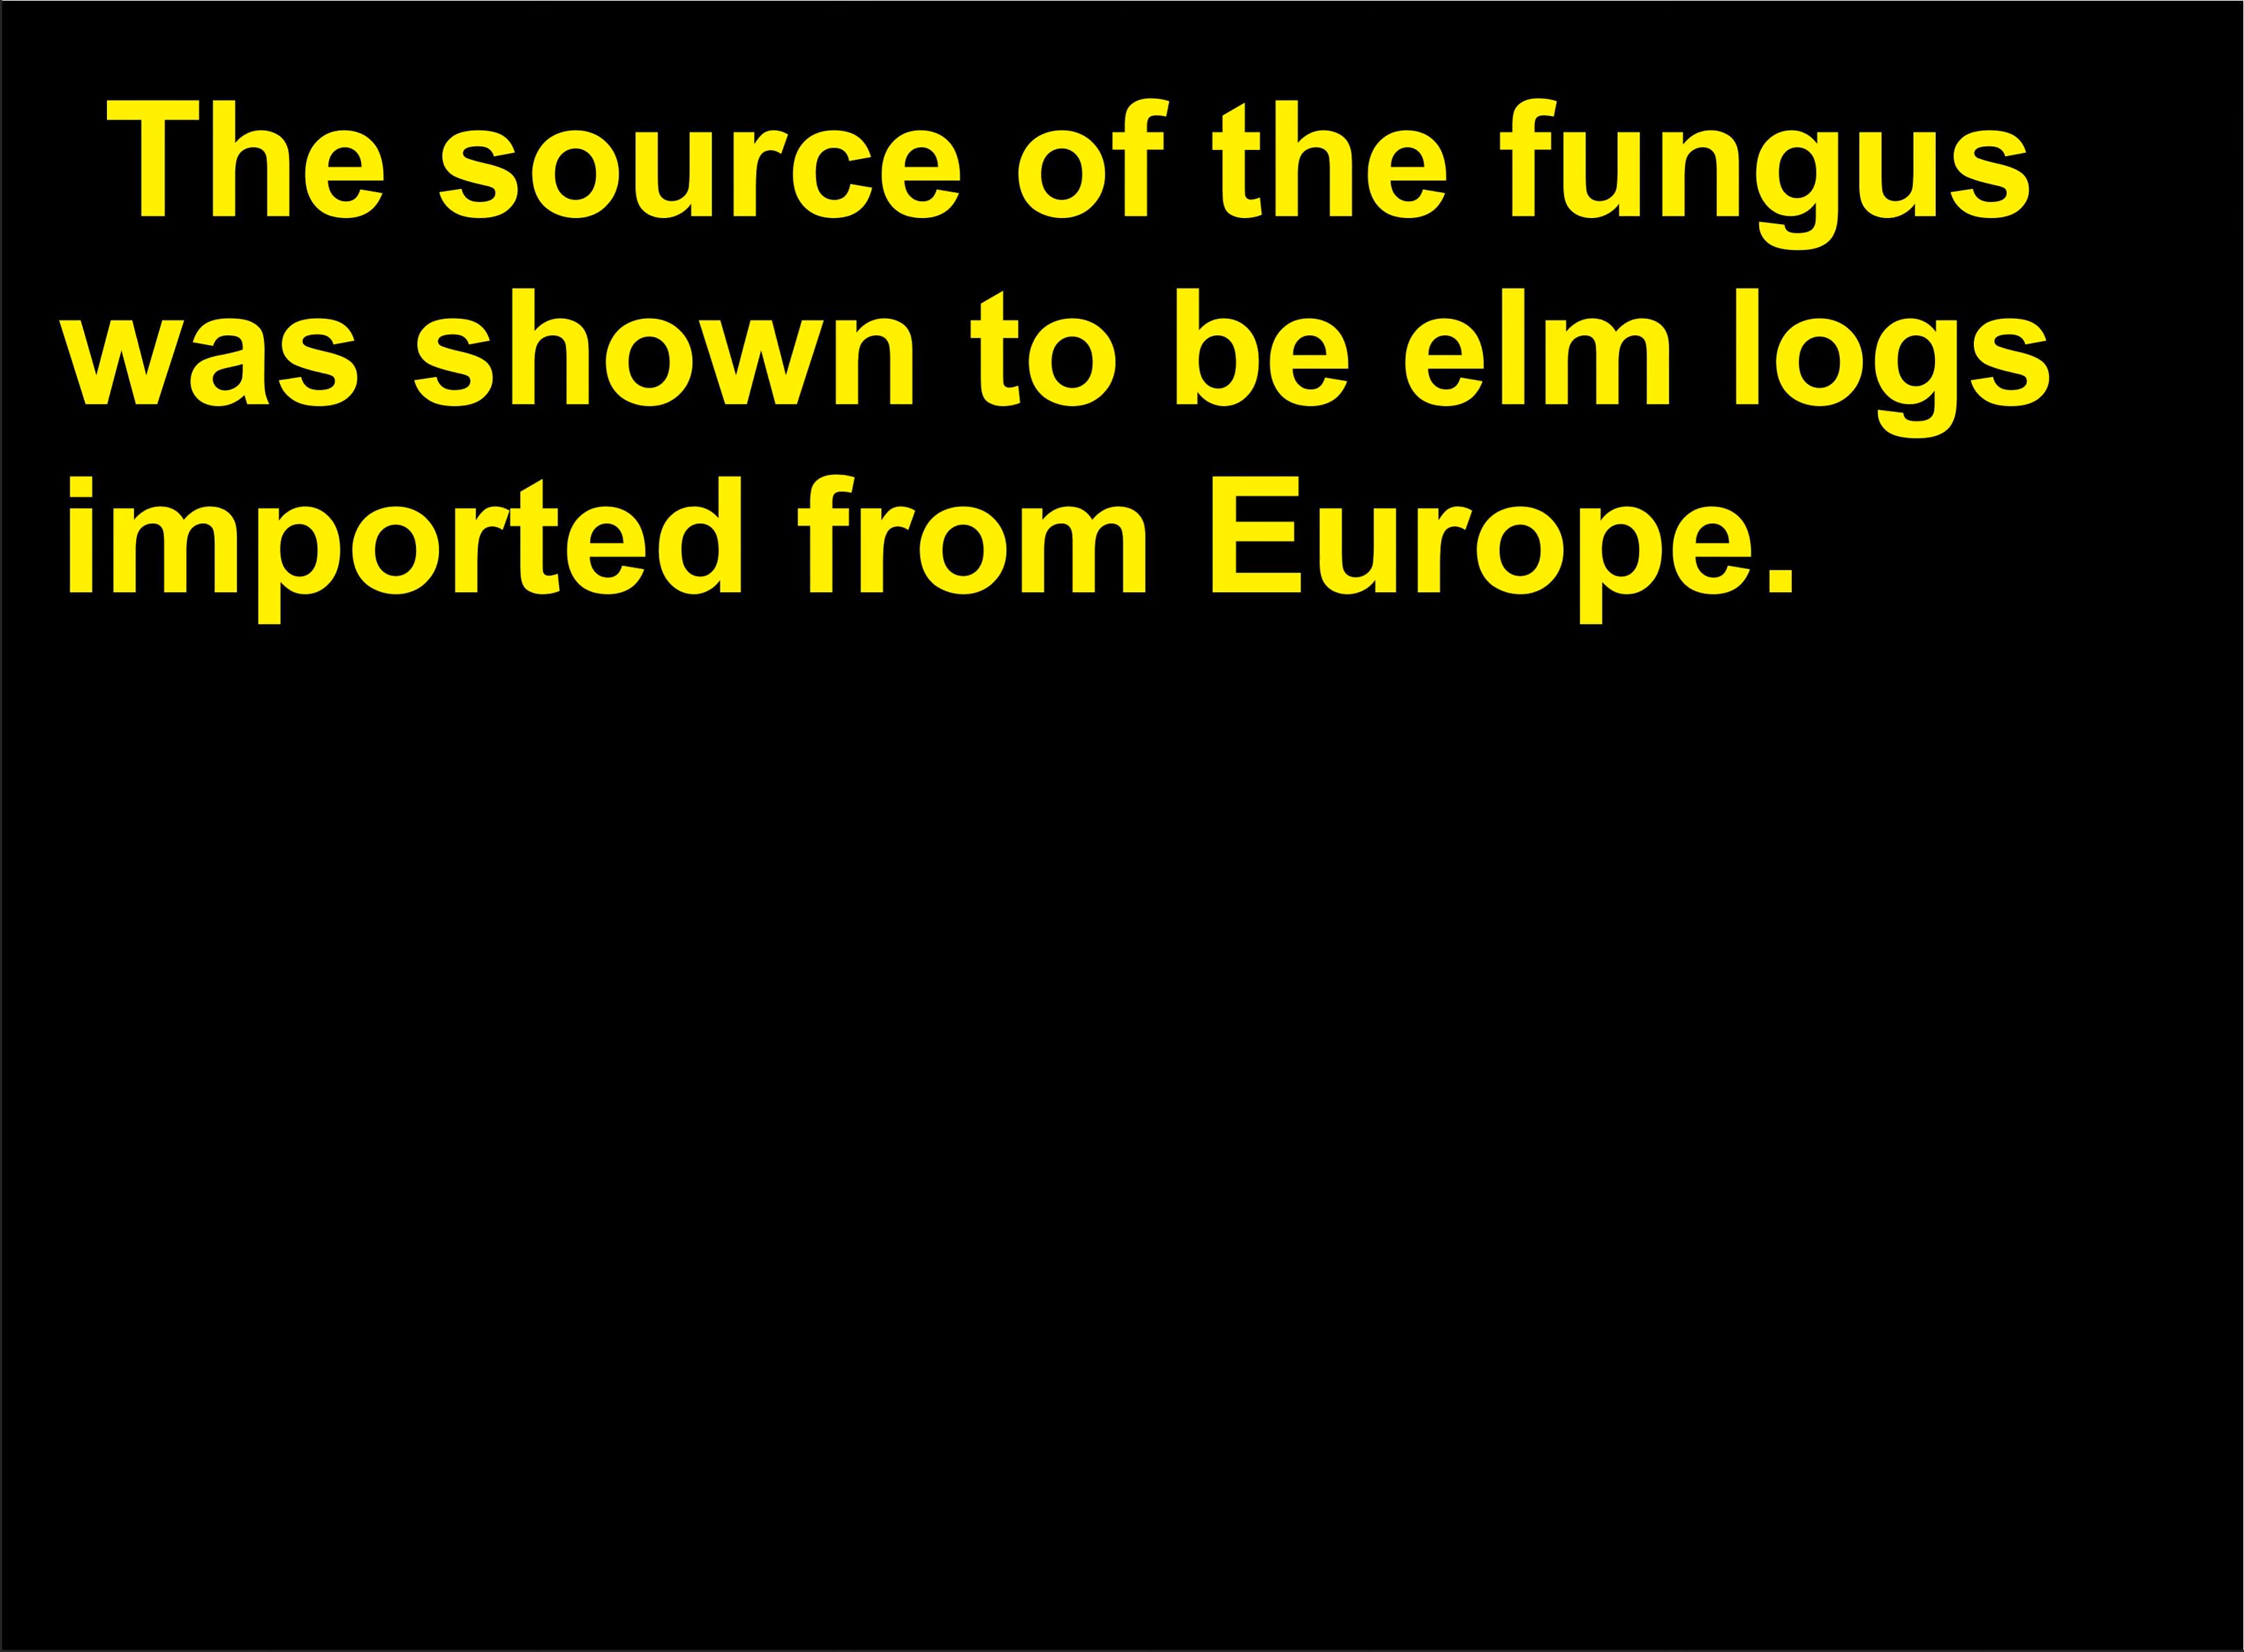 The source of the fungus
was shown to be elm logs
imported from Europe.